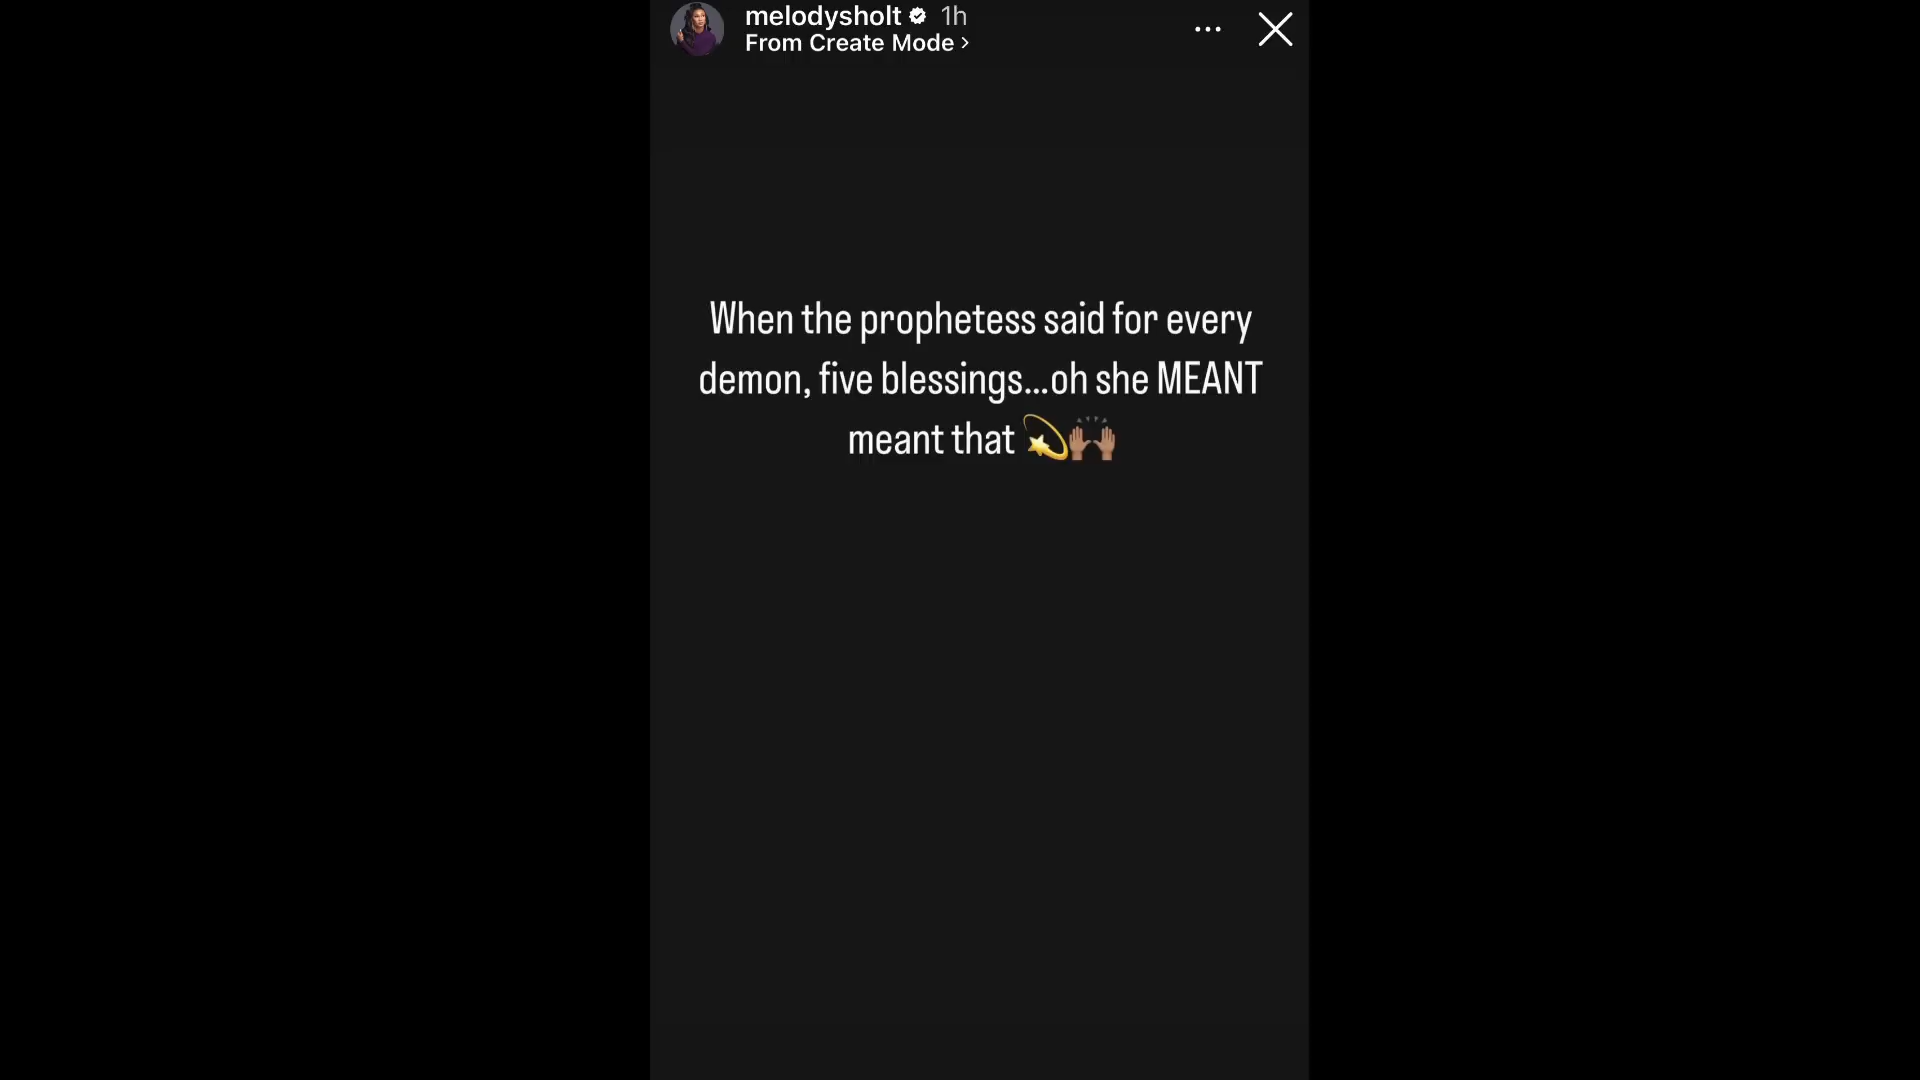 melodysholt 1h
From Create Mode >
When the prophetess said for every
demon, five blessings...oh she MEANT
meant that 💫🙌🏽